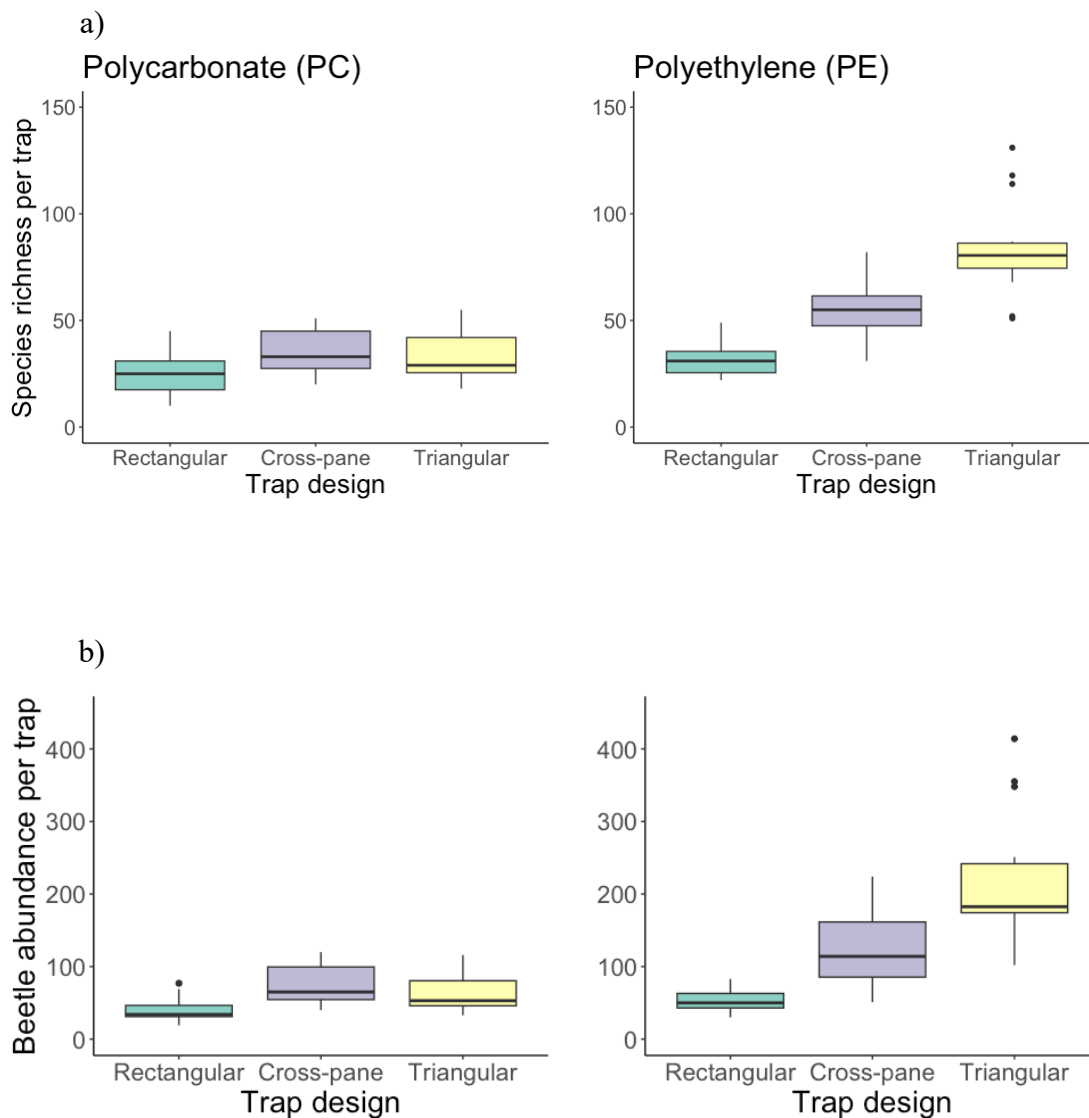 a)
Polycarbonate (PC)
Polyethylene (PE)
Species richness per trap
150
100
50
0
Rectangular Cross-pane Triangular
Trap design
150
100
50
0
Rectangular Cross-pane Triangular
Trap design
b)
Beetle abundance per trap
400
300
200
100
0
Rectangular Cross-pane Triangular
Trap design
400
300
200
100
0
Rectangular Cross-pane Triangular
Trap design